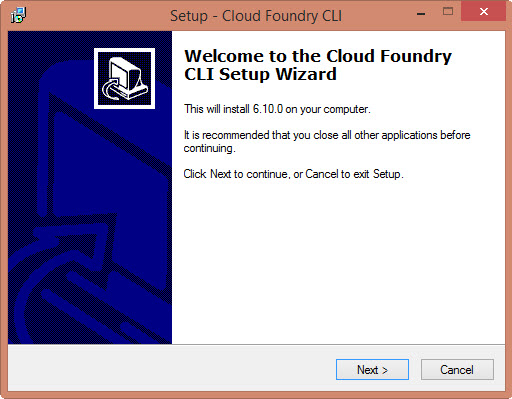 Setup - Cloud Foundry CLI
Welcome to the Cloud Foundry
CLI Setup Wizard
This will install 6.10.0 on your computer.
It is recommended that you close all other applications before
continuing.
Click Next to continue, or Cancel to exit Setup.
Next >
Cancel